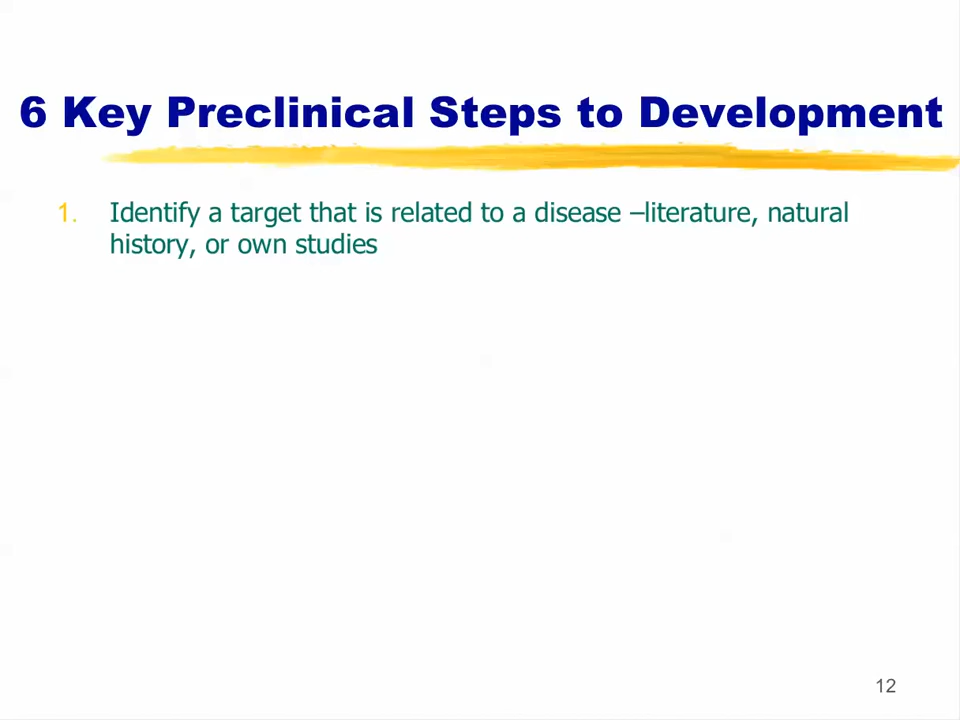 6 Key Preclinical Steps to Development
1. Identify a target that is related to a disease –literature, natural
history, or own studies
12